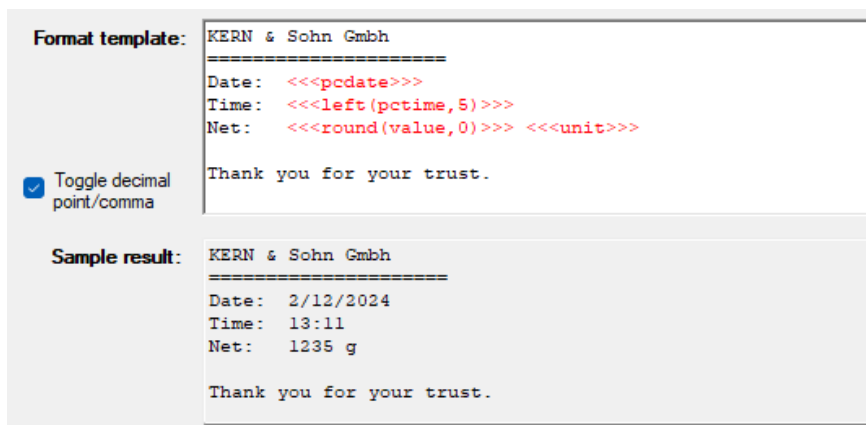 Format template:
KERN & Sohn Gmbh
=====================
Date:  <<<pcdate>>>
Time:  <<<left(pctime,5)>>>
Net:   <<<round(value,0)>>> <<<unit>>>
Thank you for your trust.
Toggle decimal
point/comma
Sample result:
KERN & Sohn Gmbh
=====================
Date:  2/12/2024
Time:  13:11
Net:   1235 g
Thank you for your trust.